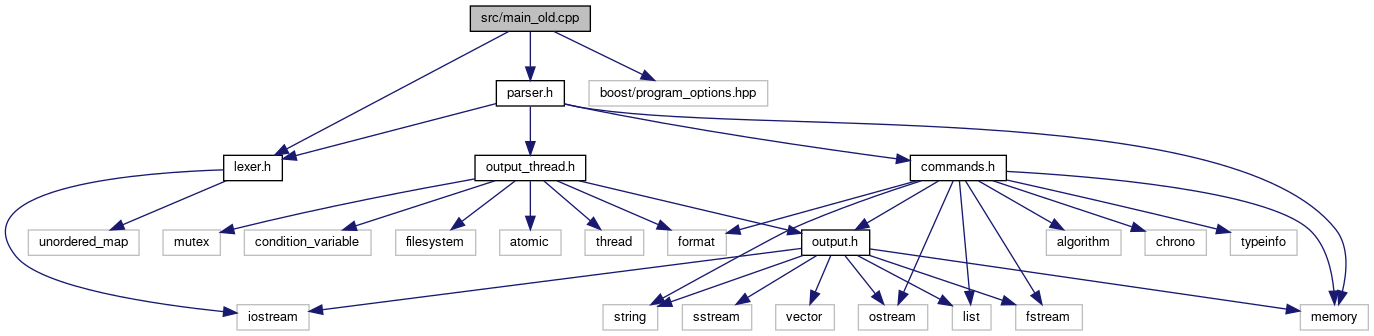 src/main_old.cpp
parser.h
boost/program_options.hpp
lexer.h
output_thread.h
commands.h
unordered_map
mutex
condition_variable
filesystem
atomic
thread
format
output.h
algorithm
chrono
typeinfo
iostream
string
sstream
vector
ostream
list
fstream
memory